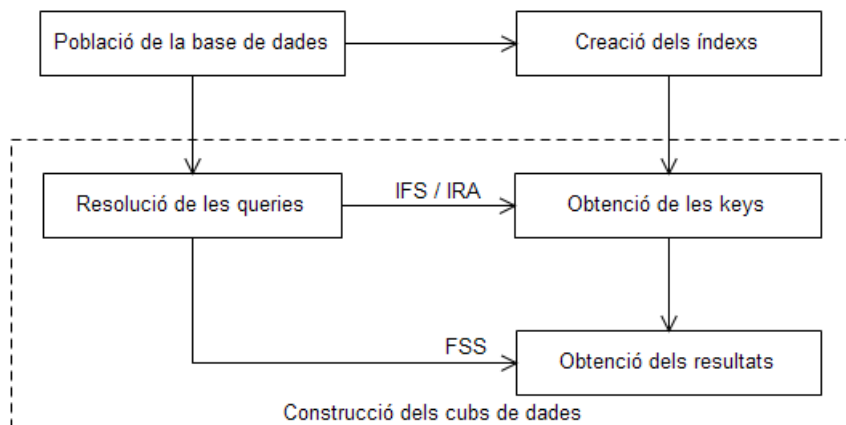 Població de la base de dades
Creació dels índexs
Resolució de les queries
IFS / IRA
Obtenció de les keys
FSS
Obtenció dels resultats
Construcció dels cubs de dades